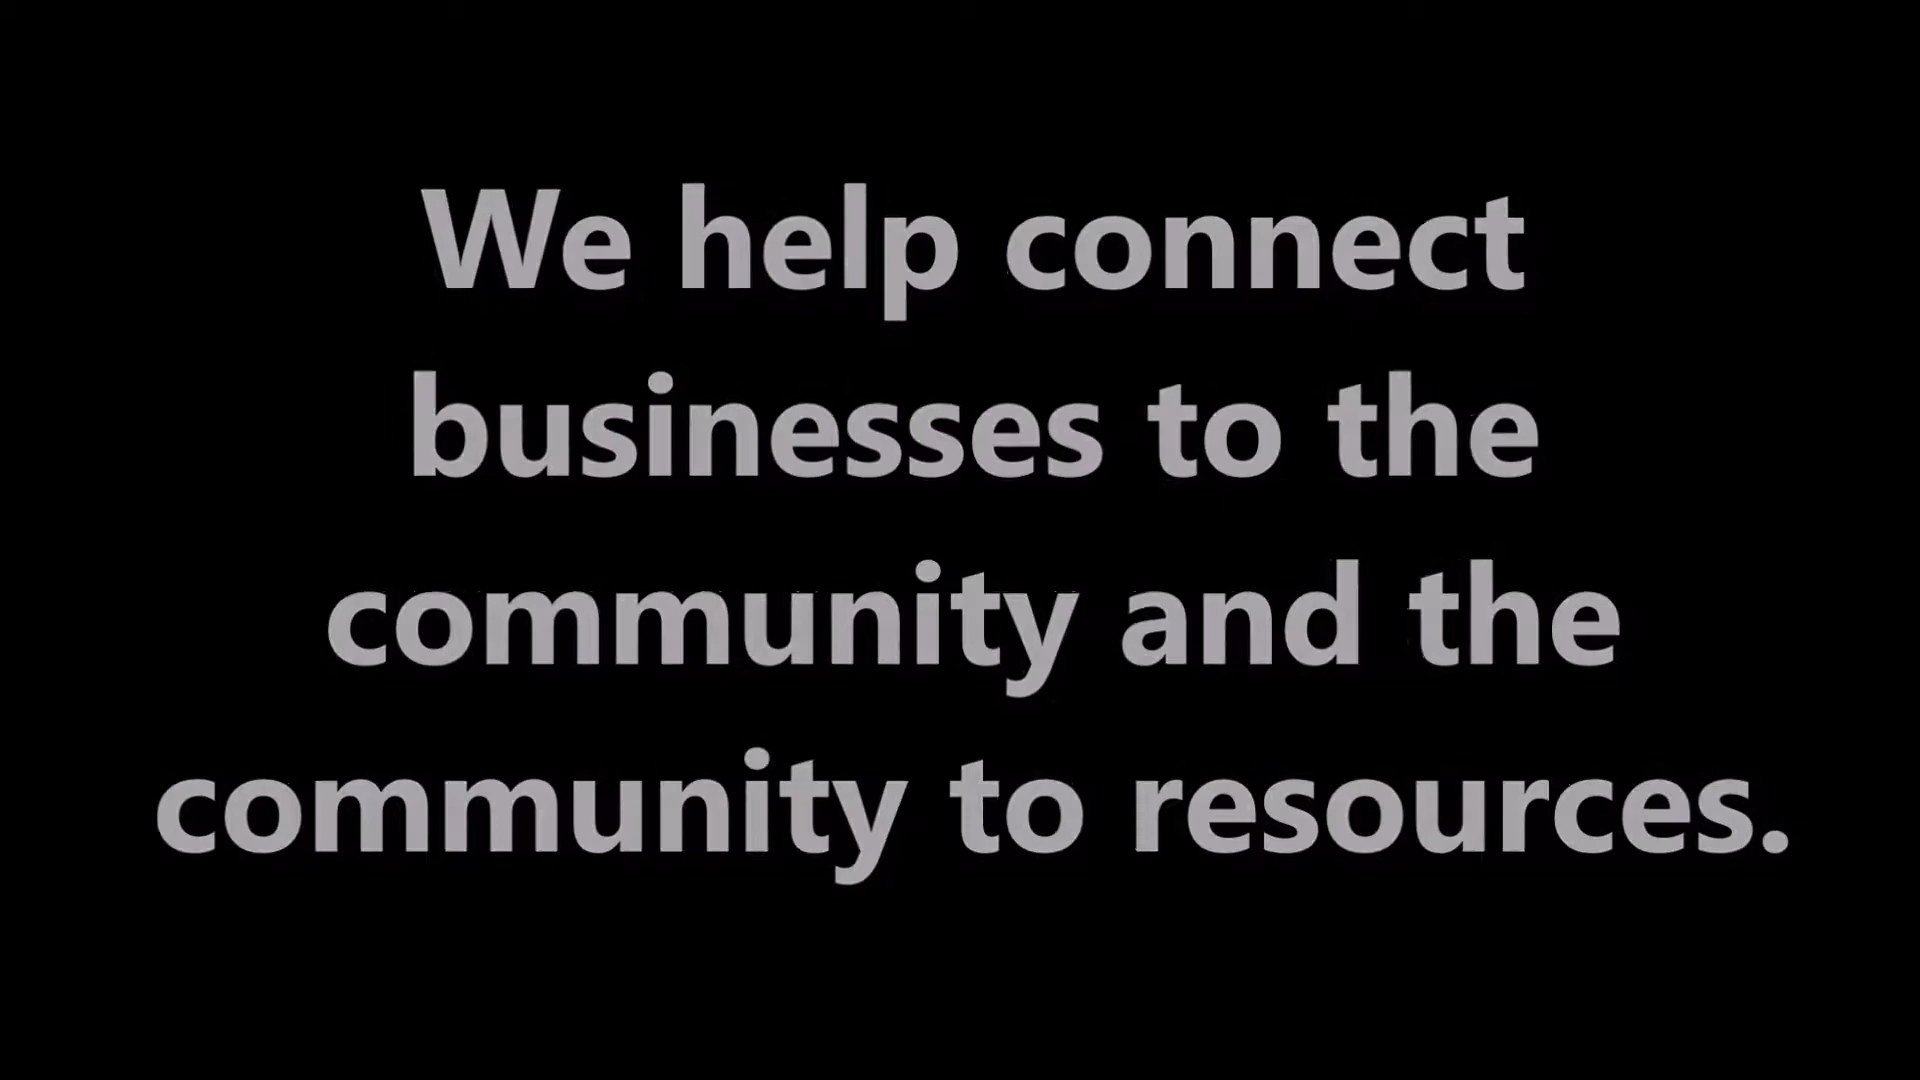 We help connect
businesses to the
community and the
community to resources.